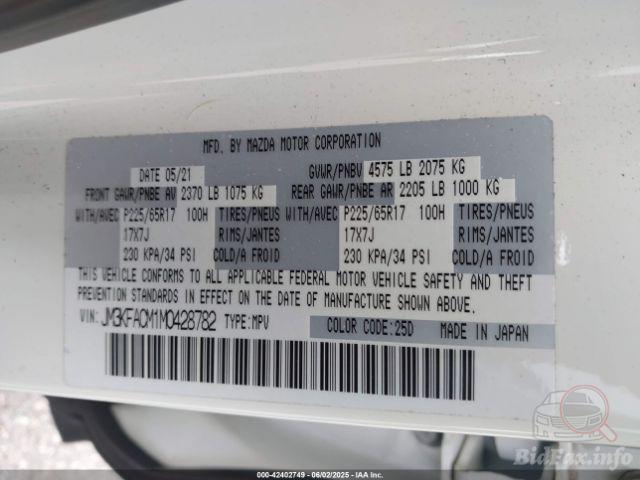 MFD. BY MAZDA MOTOR CORPORATION
DATE 05/21 GVWR/PNBV 4575 LB 2075 KG
FRONT GAWR/PNBE AV 2370 LB 1075 KG REAR GAWR/PNBE AR 2205 LB 1000 KG
WITH/AVEC P225/65R17 100H TIRES/PNEUS WITH/AVEC P225/65R17 100H TIRES/PNEUS
17X7J RIMS/JANTES 17X7J RIMS/JANTES
230 KPA/34 PSI COLD/A FROID 230 KPA/34 PSI COLD/A FROID
THIS VEHICLE CONFORMS TO ALL APPLICABLE FEDERAL MOTOR VEHICLE SAFETY AND THEFT
PREVENTION STANDARDS IN EFFECT ON THE DATE OF MANUFACTURE SHOWN ABOVE.
VIN: JM3KFACM1M0428782 TYPE:MPV COLOR CODE:25D MADE IN JAPAN
BidFax.info
000-42402749 - 06/02/2025 - IAA Inc.